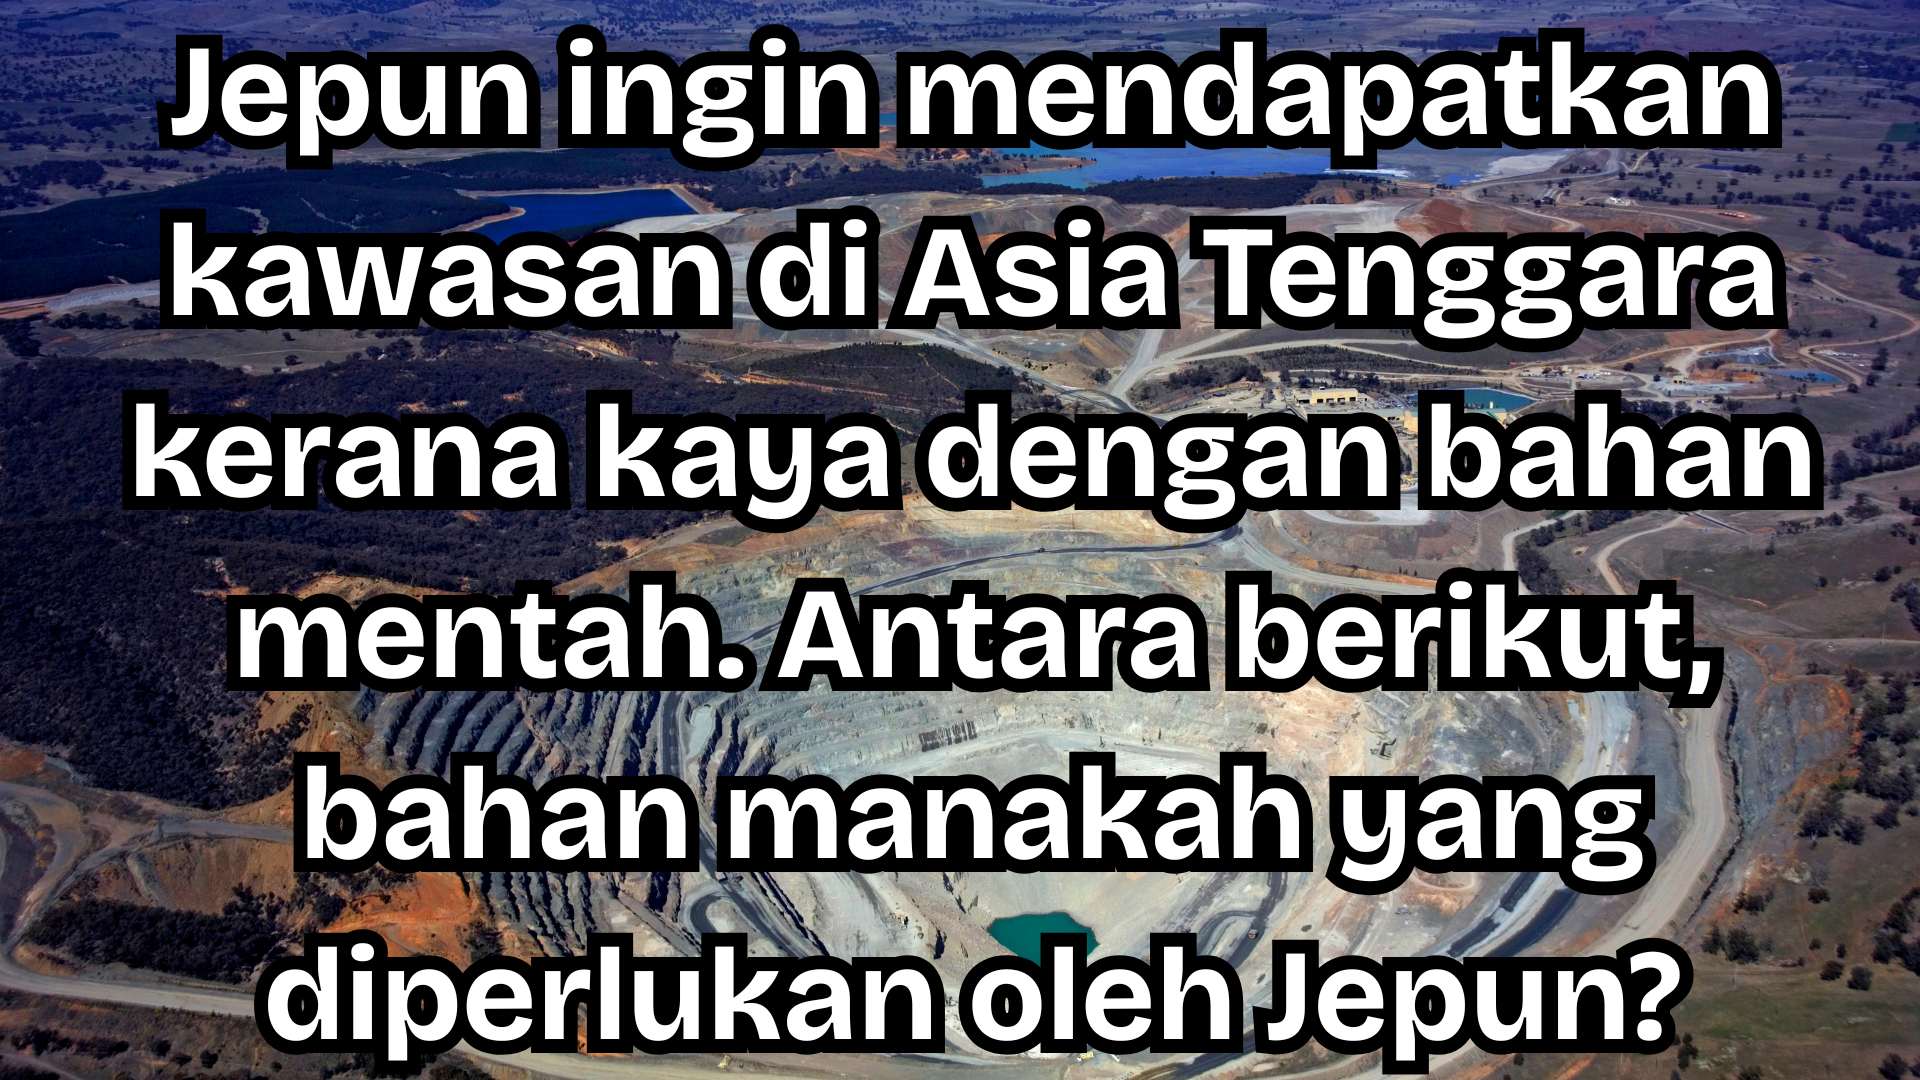 Jepun ingin mendapatkan
kawasan di Asia Tenggara
kerana kaya dengan bahan
mentah. Antara berikut,
bahan manakah yang
diperlukan oleh Jepun?